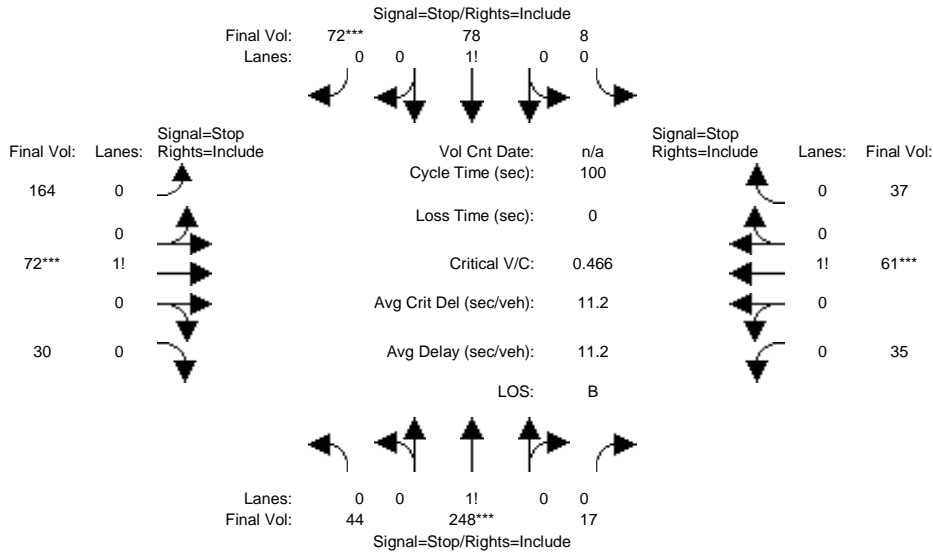 Signal=Stop/Rights=Include
Final Vol: 72*** 78 8
Lanes: 0 0 1! 0 0
Signal=Stop Signal=Stop
Final Vol: Lanes: Rights=Include Vol Cnt Date: n/a Rights=Include Lanes: Final Vol:
Cycle Time (sec): 100
164 0 0 37
Loss Time (sec): 0
0 0
72*** 1! Critical V/C: 0.466 1! 61***
0 Avg Crit Del (sec/veh): 11.2 0
30 0 Avg Delay (sec/veh): 11.2 0 35
LOS: B
Lanes: 0 0 1! 0 0
Final Vol: 44 248*** 17
Signal=Stop/Rights=Include